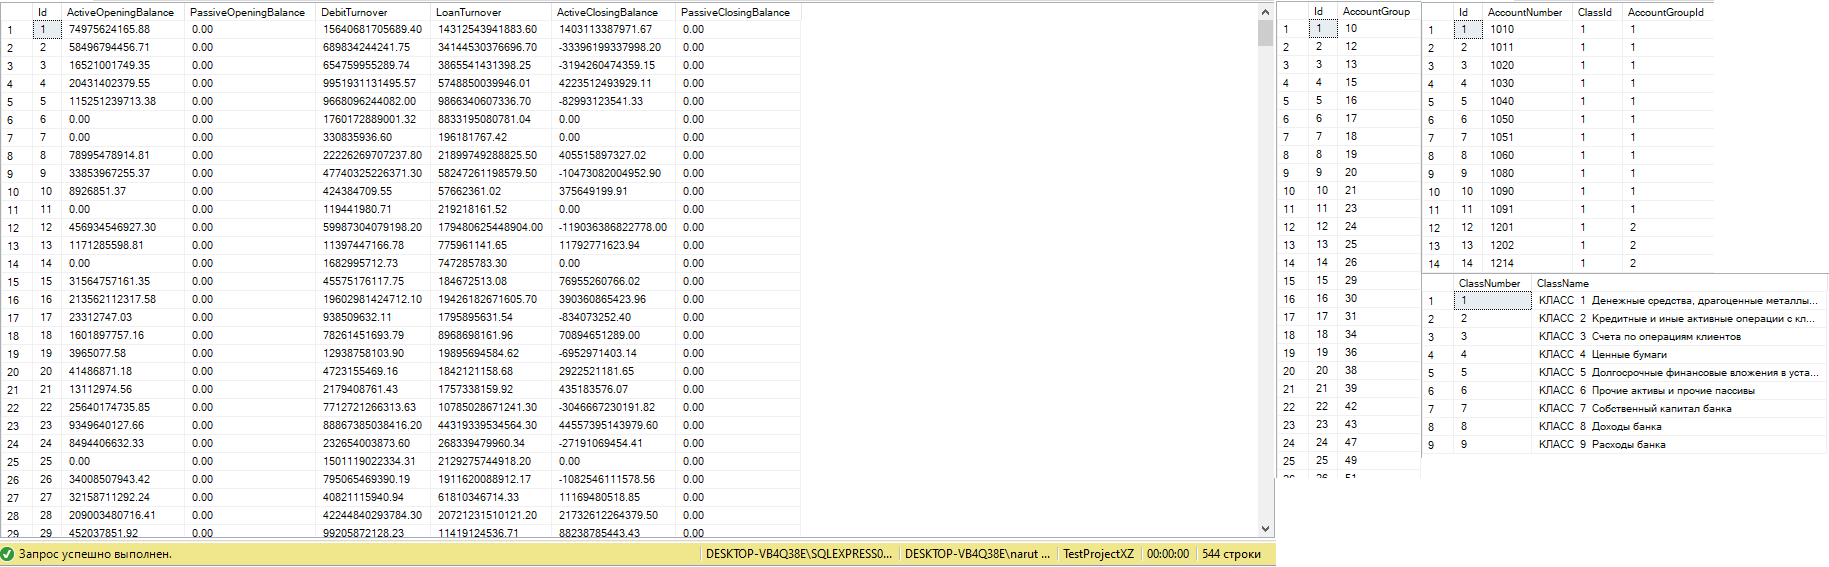 Id ActiveOpeningBalance PassiveOpeningBalance DebitTurnover LoanTurnover ActiveClosingBalance PassiveClosingBalance
1 1 74975624165.88 0.00 15640681705689.40 14312543941883.60 1403113387971.67 0.00
2 2 58496794456.71 0.00 689834244241.75 34144530376696.70 -33396199337998.20 0.00
3 3 16521001749.35 0.00 654759955289.74 3865541431398.25 -3194260474359.15 0.00
4 4 20431402379.55 0.00 9951931131495.57 5748850039946.01 4223512493929.11 0.00
5 5 115251239713.38 0.00 9668096244082.00 9866340607336.70 -82993123541.33 0.00
6 6 0.00 0.00 1760172889001.32 8833195080781.04 0.00 0.00
7 7 0.00 0.00 330835936.60 196181767.42 0.00 0.00
8 8 78995478914.81 0.00 22226269707237.80 21899749288825.50 405515897327.02 0.00
9 9 33853967255.37 0.00 47740325226371.30 58247261198579.50 -10473082004952.90 0.00
10 10 8926851.37 0.00 424384709.55 57662361.02 375649199.91 0.00
11 11 0.00 0.00 119441980.71 219218161.52 0.00 0.00
12 12 456934546927.30 0.00 59987304079198.20 179480625448904.00 -119036386822778.00 0.00
13 13 1171285598.81 0.00 11397447166.78 775961141.65 11792771623.94 0.00
14 14 0.00 0.00 1682995712.73 747285783.30 0.00 0.00
15 15 31564757161.35 0.00 45575176117.75 184672513.08 76955260766.02 0.00
16 16 213562112317.58 0.00 19602981424712.10 19426182671605.70 390360865423.96 0.00
17 17 23312747.03 0.00 938509632.11 1795895631.54 -834073252.40 0.00
18 18 1601897757.16 0.00 78261451693.79 8968698161.96 70894651289.00 0.00
19 19 3965077.58 0.00 12938758103.90 19895694584.62 -6952971403.14 0.00
20 20 41486871.18 0.00 4723155469.16 1842121158.68 2922521181.65 0.00
21 21 13112974.56 0.00 2179408761.43 1757338159.92 435183576.07 0.00
22 22 25640174735.85 0.00 7712721266313.63 10785028671241.30 -3046667230191.82 0.00
23 23 9349640127.66 0.00 88867385038416.20 44319339534564.30 44557395143979.60 0.00
24 24 8494406632.33 0.00 232654003873.60 268339479960.34 -27191069454.41 0.00
25 25 0.00 0.00 1501119022334.31 2129275744918.20 0.00 0.00
26 26 34008507943.42 0.00 795065469390.19 1911620088912.17 -1082546111578.56 0.00
27 27 32158711292.24 0.00 40821115940.94 61810346714.33 11169480518.85 0.00
28 28 209003480716.41 0.00 42244840293784.30 20721231510121.20 21732612264379.50 0.00
29 29 452037851.92 0.00 99205872128.23 11419124536.71 88238785443.43 0.00
Запрос успешно выполнен. DESKTOP-VB4Q38E\SQLEXPRESS0... DESKTOP-VB4Q38E\narut ... TestProjectXZ 00:00:00 544 строки
Id AccountGroup
1 1 10
2 2 12
3 3 13
4 4 15
5 5 16
6 6 17
7 7 18
8 8 19
9 9 20
10 10 21
11 11 23
12 12 24
13 13 25
14 14 26
15 15 29
16 16 30
17 17 31
18 18 34
19 19 36
20 20 38
21 21 39
22 22 42
23 23 43
24 24 47
25 25 49
26 26 51
Id AccountNumber ClassId AccountGroupId
1 1 1010 1 1
2 2 1011 1 1
3 3 1020 1 1
4 4 1030 1 1
5 5 1040 1 1
6 6 1050 1 1
7 7 1051 1 1
8 8 1060 1 1
9 9 1080 1 1
10 10 1090 1 1
11 11 1091 1 1
12 12 1201 1 2
13 13 1202 1 2
14 14 1214 1 2
ClassNumber ClassName
1 1 КЛАСС 1 Денежные средства, драгоценные металлы...
2 2 КЛАСС 2 Кредитные и иные активные операции с кл...
3 3 КЛАСС 3 Счета по операциям клиентов
4 4 КЛАСС 4 Ценные бумаги
5 5 КЛАСС 5 Долгосрочные финансовые вложения в уста...
6 6 КЛАСС 6 Прочие активы и прочие пассивы
7 7 КЛАСС 7 Собственный капитал банка
8 8 КЛАСС 8 Доходы банка
9 9 КЛАСС 9 Расходы банка